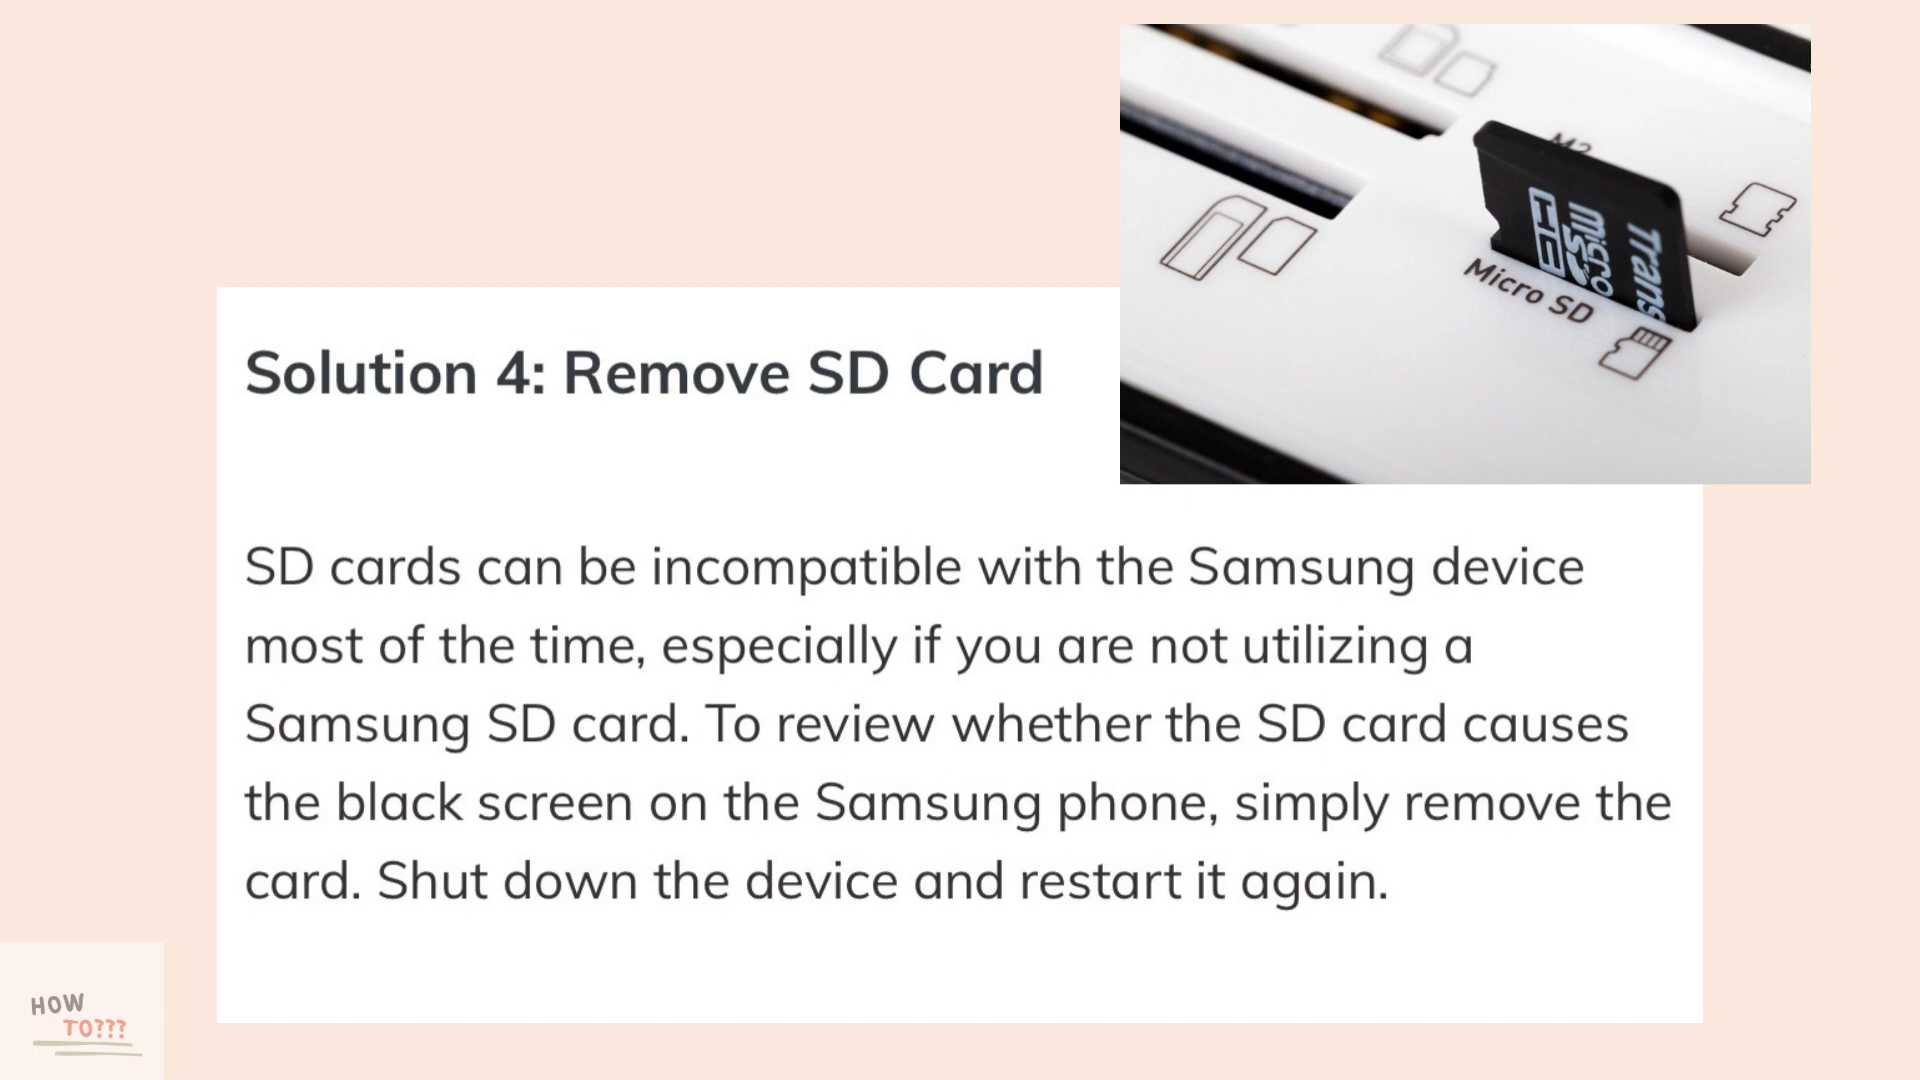 M2
Micro SD
micro
Trans
Solution 4: Remove SD Card
SD cards can be incompatible with the Samsung device
most of the time, especially if you are not utilizing a
Samsung SD card. To review whether the SD card causes
the black screen on the Samsung phone, simply remove the
card. Shut down the device and restart it again.
HOW
TO???